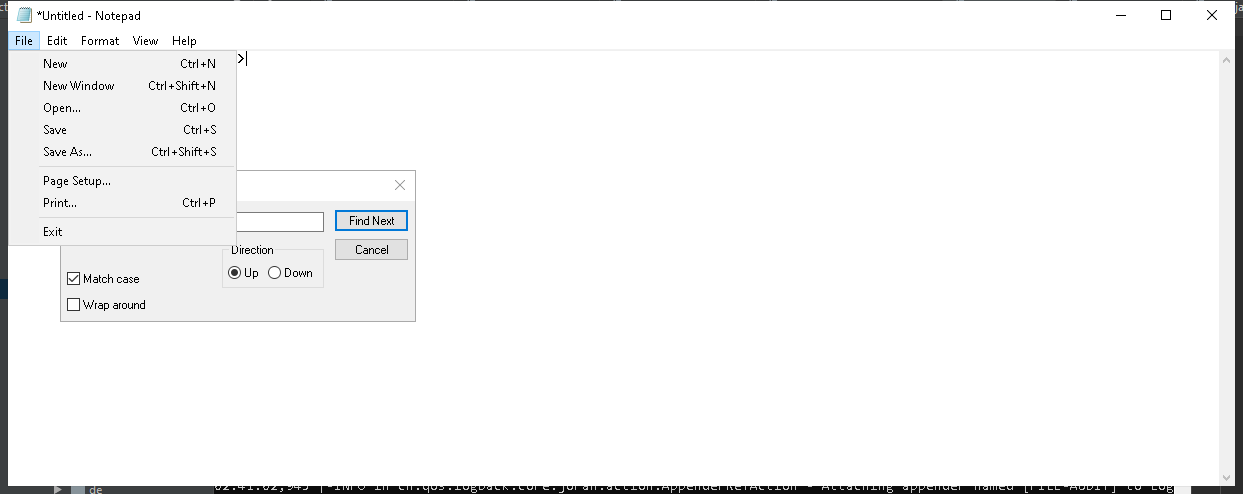 *Untitled - Notepad
File Edit Format View Help
>
New Ctrl+N
New Window Ctrl+Shift+N
Open... Ctrl+O
Save Ctrl+S
Save As... Ctrl+Shift+S
Page Setup...
Print... Ctrl+P
Exit
Find Next
Direction
Cancel
Up Down
Match case
Wrap around
de
02:41:02,945 |-INFO in ch.qos.logback.core.joran.action.AppenderRefAction - Attaching appender named [FILE-AUDIT] to Log